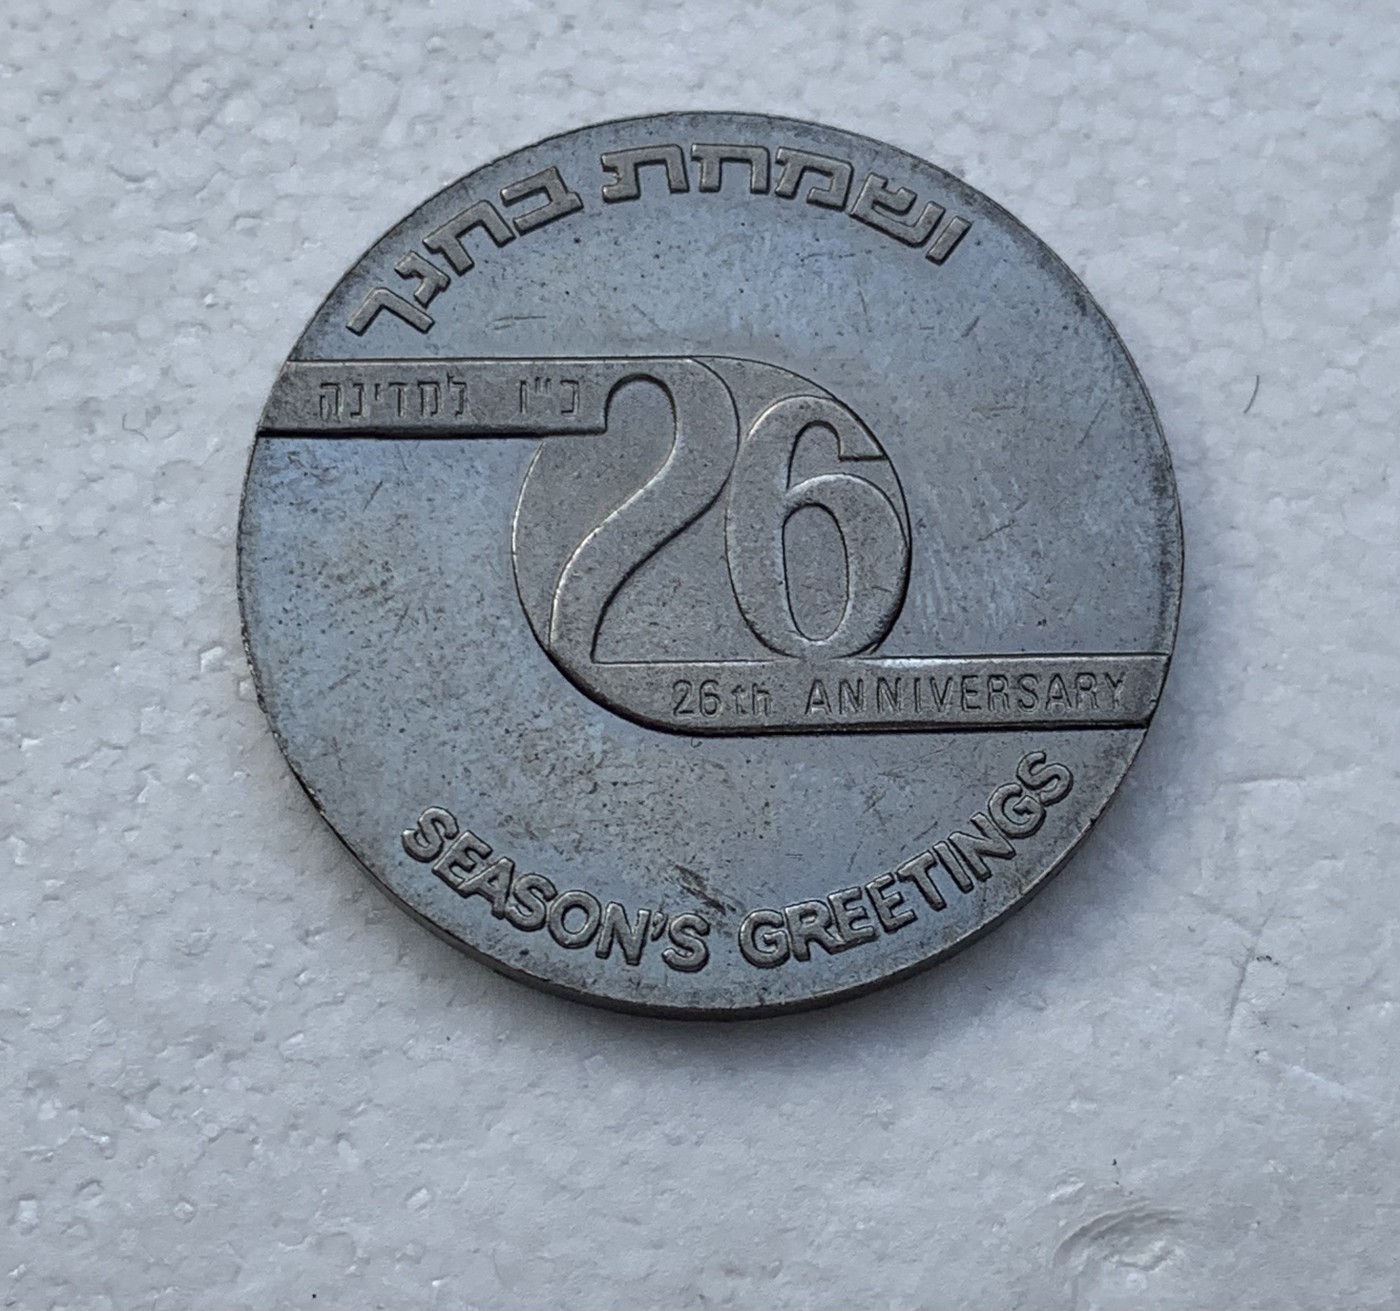 ושמחת בחגך
כ"ו למדינה
26
26th ANNIVERSARY
SEASON'S GREETINGS